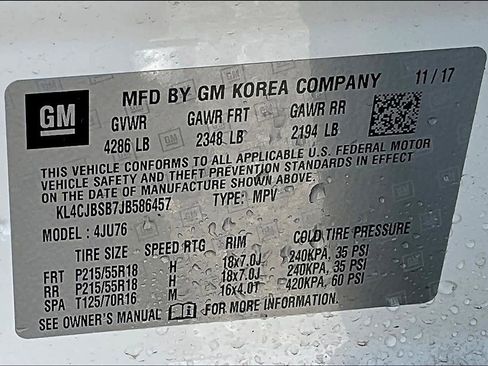 GM
MFD BY GM KOREA COMPANY 11/17
GVWR GAWR FRT GAWR RR
4286 LB 2348 LB 2194 LB
THIS VEHICLE CONFORMS TO ALL APPLICABLE U.S. FEDERAL MOTOR
VEHICLE SAFETY AND THEFT PREVENTION STANDARDS IN EFFECT
ON THE DATE OF MANUFACTURE SHOWN ABOVE.
KL4CJBSB7JB586457 TYPE: MPV
MODEL : 4JU76
TIRE SIZE SPEED RTG RIM COLD TIRE PRESSURE
FRT P215/55R18 H 18x7.0J 240KPA, 35 PSI
RR P215/55R18 H 18x7.0J 240KPA, 35 PSI
SPA T125/70R16 M 16x4.0T 420KPA, 60 PSI
SEE OWNER'S MANUAL FOR MORE INFORMATION.